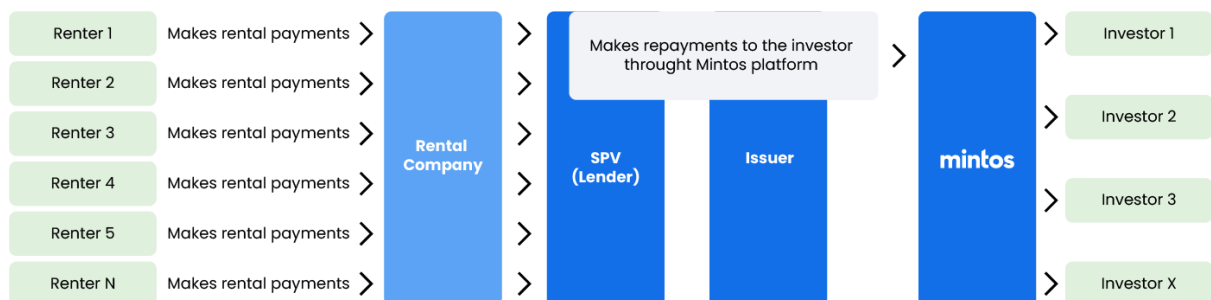 Renter 1 Makes rental payments
Renter 2 Makes rental payments
Renter 3 Makes rental payments
Renter 4 Makes rental payments
Renter 5 Makes rental payments
Renter N Makes rental payments
Rental
Company
SPV
(Lender)
Issuer
Makes repayments to the investor
throught Mintos platform
mintos
Investor 1
Investor 2
Investor 3
Investor X